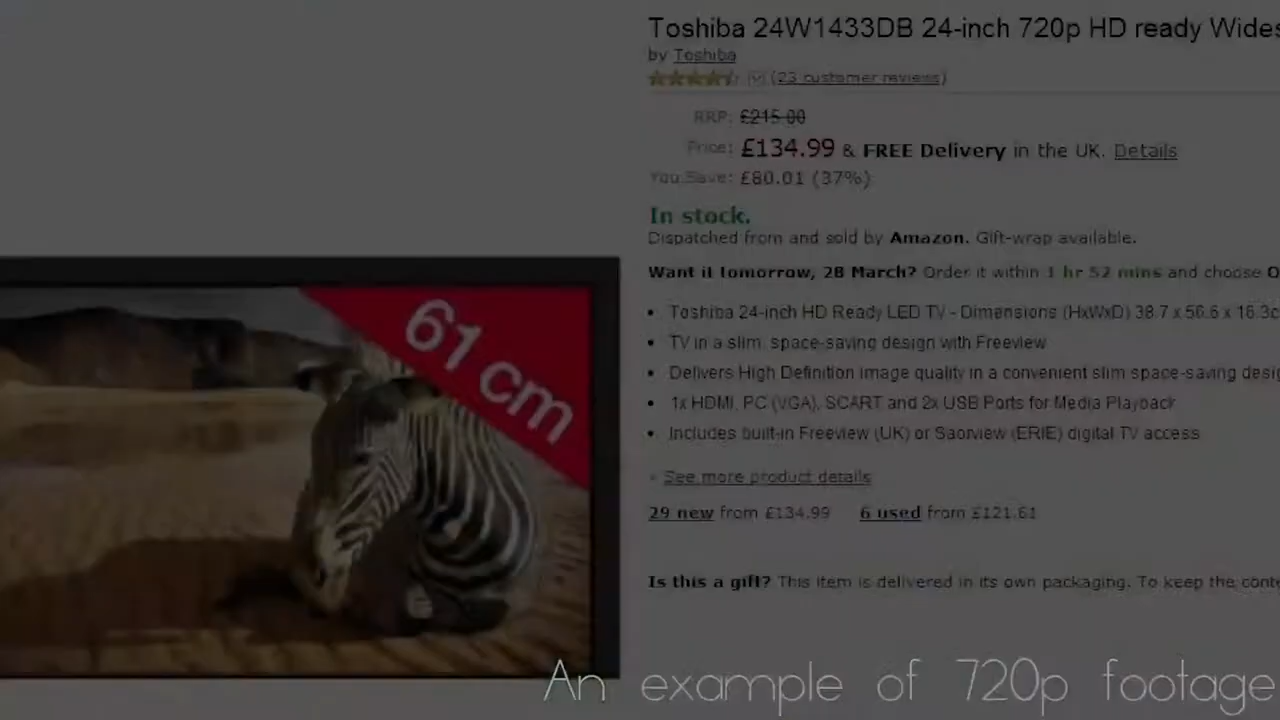 Toshiba 24W1433DB 24-inch 720p HD ready Wides
by Toshiba
(23 customer reviews)
RRP: £215.00
Price: £134.99 & FREE Delivery in the UK. Details
You Save: £80.01 (37%)
In stock.
Dispatched from and sold by Amazon. Gift-wrap available.
Want it tomorrow, 28 March? Order it within 1 hr 52 mins and choose O
• Toshiba 24-inch HD Ready LED TV - Dimensions (HxWxD) 38.7 x 56.6 x 16.3c
• TV in a slim, space-saving design with Freeview
• Delivers High Definition image quality in a convenient slim space-saving desig
• 1x HDMI, PC (VGA), SCART and 2x USB Ports for Media Playback
• Includes built-in Freeview (UK) or Saorview (ERIE) digital TV access
› See more product details
29 new from £134.99 6 used from £121.61
Is this a gift? This item is delivered in its own packaging. To keep the conte
61 cm
An example of 720p footage